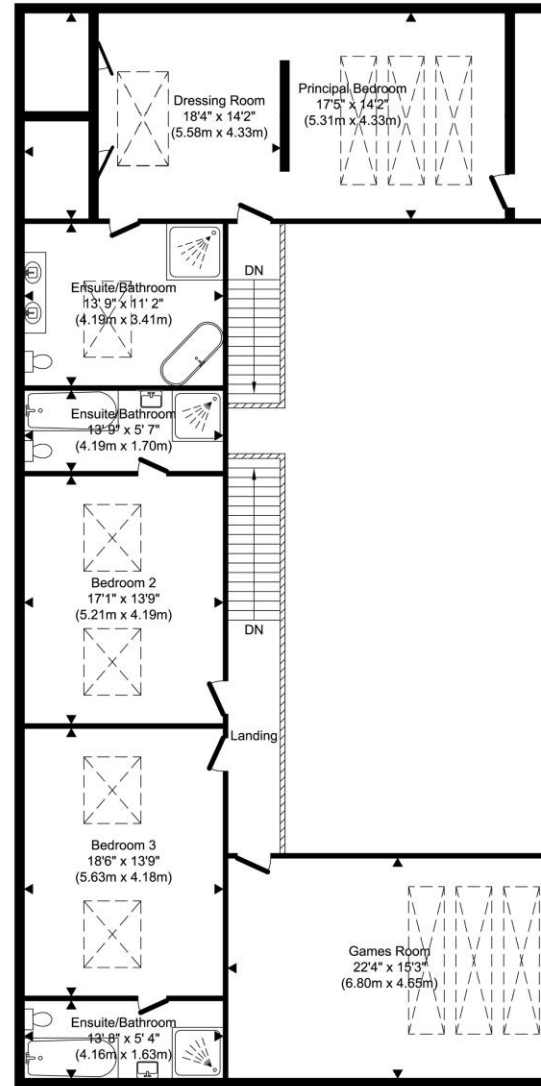 Dressing Room
18'4" x 14'2"
(5.58m x 4.33m)
Principal Bedroom
17'5" x 14'2"
(5.31m x 4.33m)
DN
Ensuite/Bathroom
13' 9" x 11' 2"
(4.19m x 3.41m)
Ensuite/Bathroom
13' 9" x 5' 7"
(4.19m x 1.70m)
Bedroom 2
17'1" x 13'9"
(5.21m x 4.19m)
DN
Landing
Bedroom 3
18'6" x 13'9"
(5.63m x 4.18m)
Games Room
22'4" x 15'3"
(6.80m x 4.65m)
Ensuite/Bathroom
13' 8" x 5' 4"
(4.16m x 1.63m)